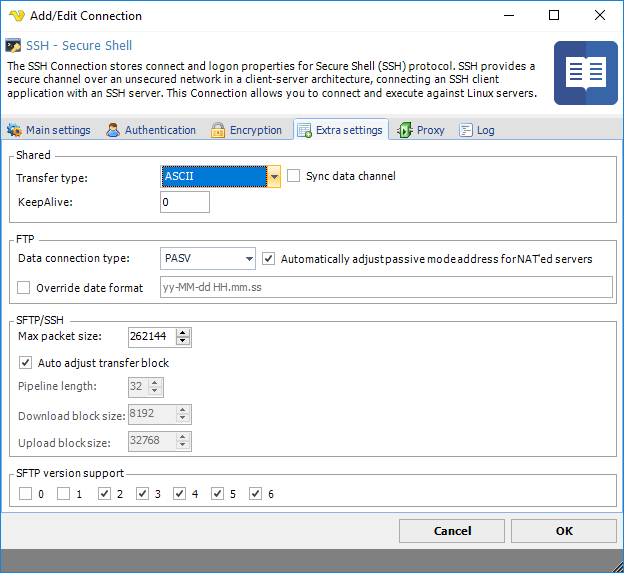 Add/Edit Connection
SSH - Secure Shell
The SSH Connection stores connect and logon properties for Secure Shell (SSH) protocol. SSH provides a
secure channel over an unsecured network in a client-server architecture, connecting an SSH client
application with an SSH server. This Connection allows you to connect and execute against Linux servers.
Main settings Authentication Encryption Extra settings Proxy Log
Shared
Transfer type: ASCII Sync data channel
KeepAlive: 0
FTP
Data connection type: PASV Automatically adjust passive mode address for NAT'ed servers
Override date format yy-MM-dd HH.mm.ss
SFTP/SSH
Max packet size: 262144
Auto adjust transfer block
Pipeline length: 32
Download block size: 8192
Upload block size: 32768
SFTP version support
0 1 2 3 4 5 6
Cancel OK